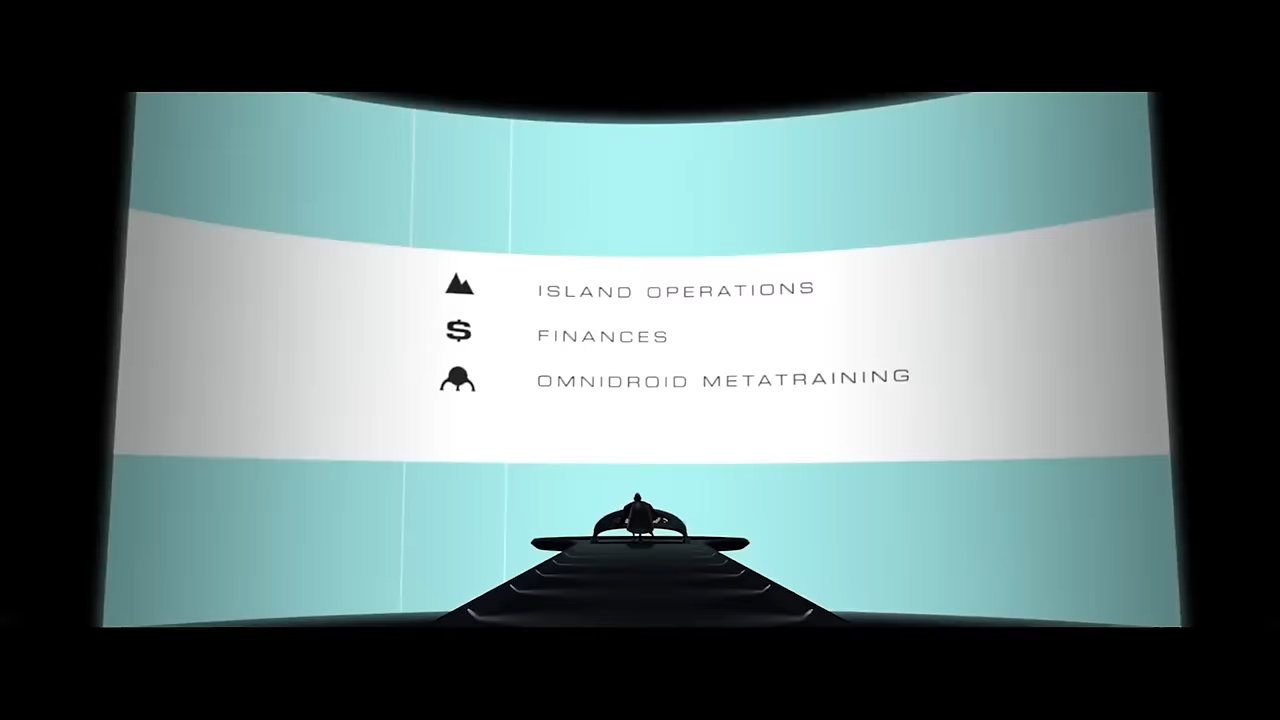 ISLAND OPERATIONS
$ FINANCES
OMNIDROID METATRAINING